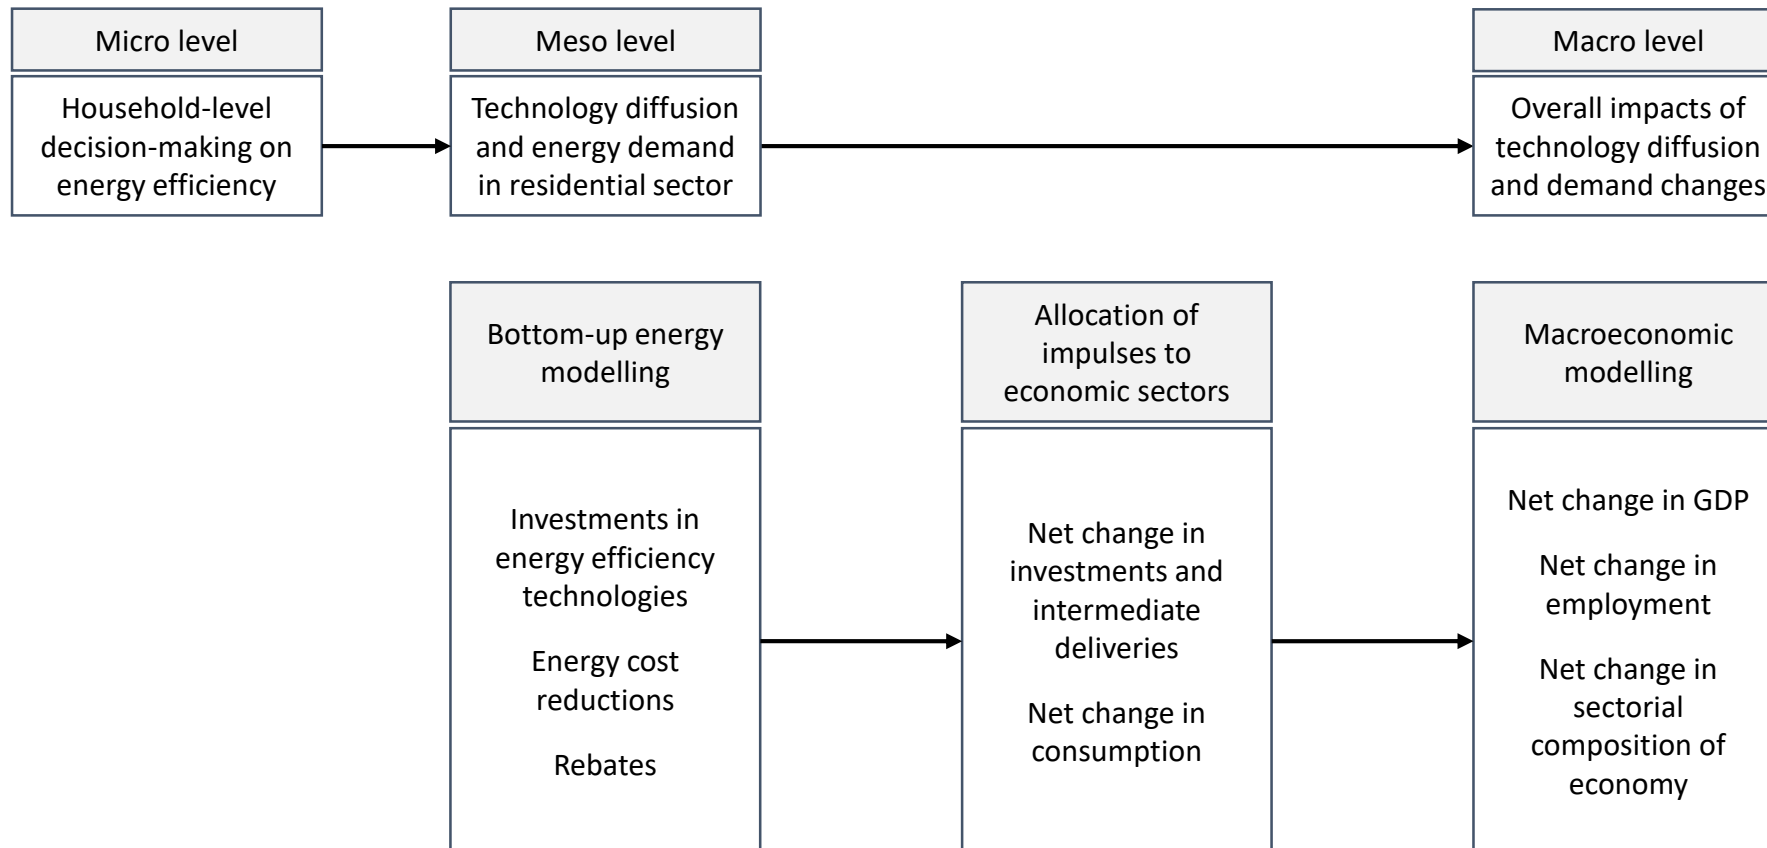 Micro level
Household-level
decision-making on
energy efficiency
Meso level
Technology diffusion
and energy demand
in residential sector
Macro level
Overall impacts of
technology diffusion
and demand changes
Bottom-up energy
modelling
Investments in
energy efficiency
technologies
Energy cost
reductions
Rebates
Allocation of
impulses to
economic sectors
Net change in
investments and
intermediate
deliveries
Net change in
consumption
Macroeconomic
modelling
Net change in GDP
Net change in
employment
Net change in
sectorial
composition of
economy